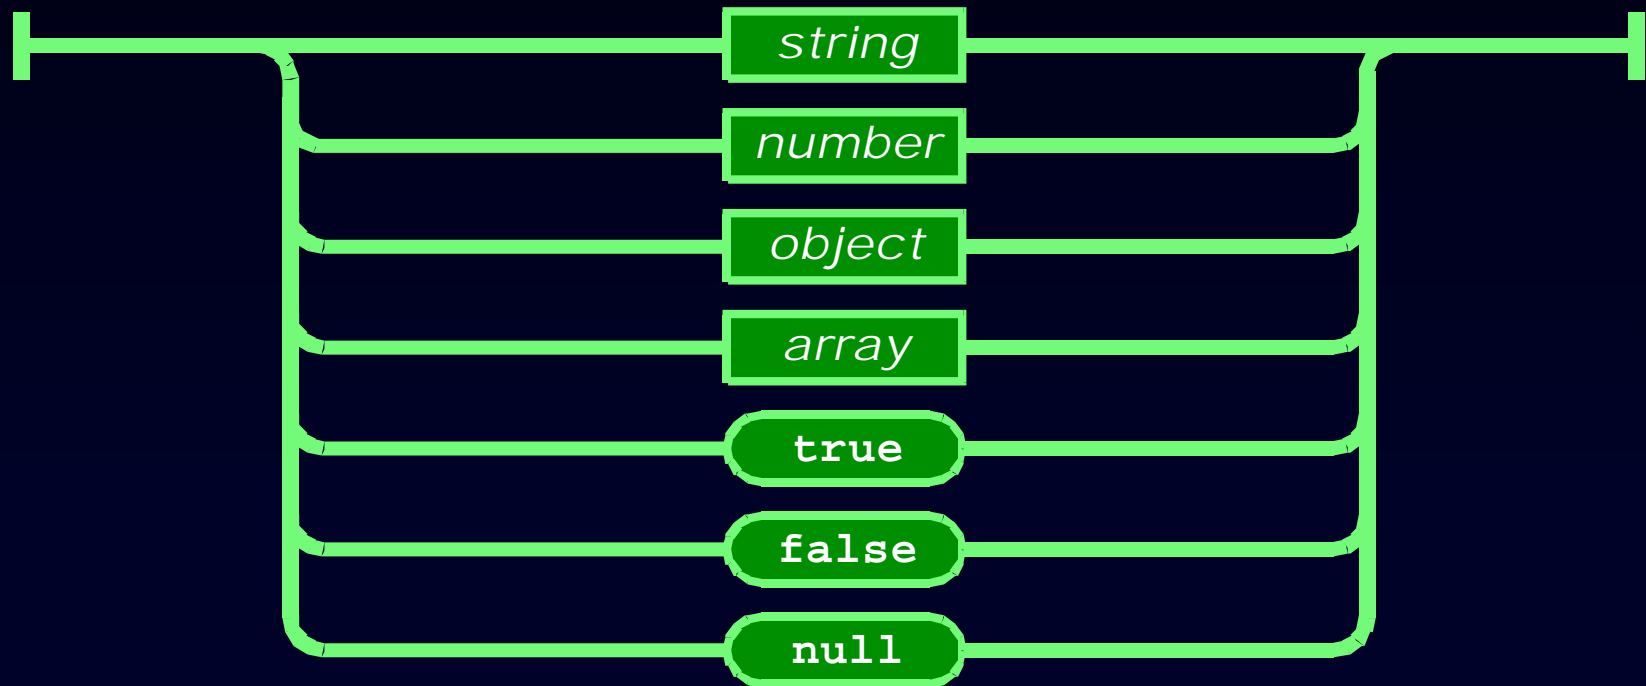 string
number
object
array
true
false
null